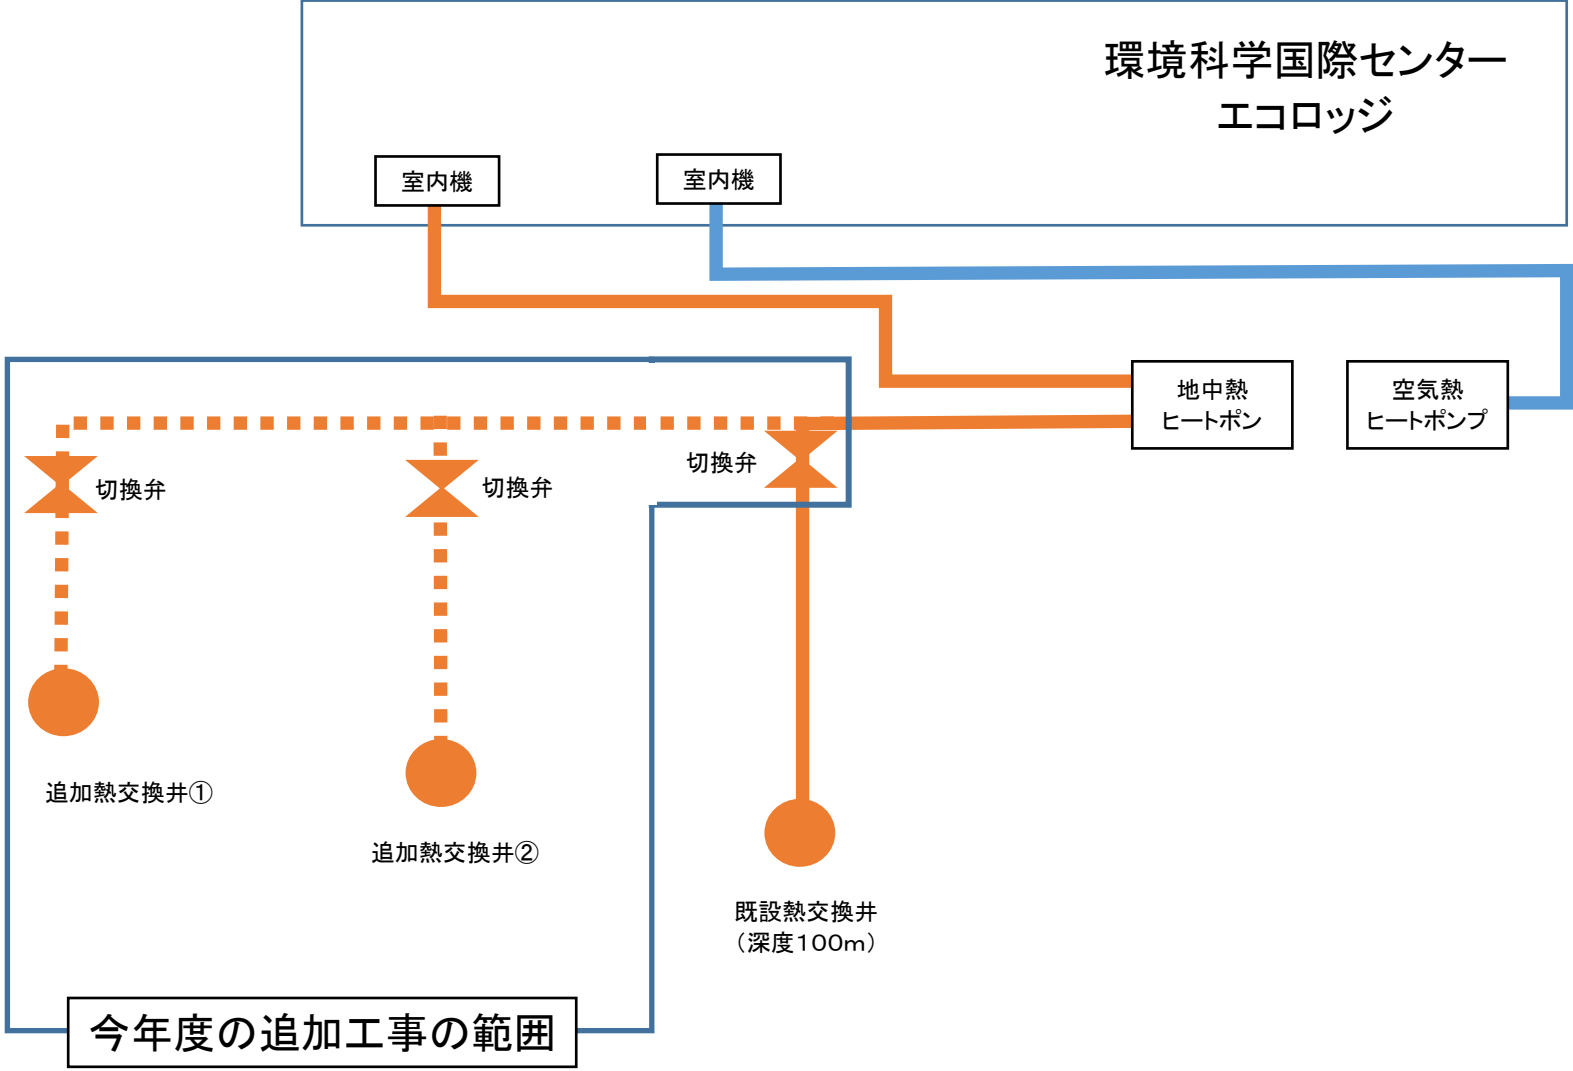 環境科学国際センター
エコロッジ
室内機
室内機
地中熱
ヒートポン
空気熱
ヒートポンプ
切換弁
切換弁
切換弁
追加熱交換井①
追加熱交換井②
既設熱交換井
（深度100m）
今年度の追加工事の範囲